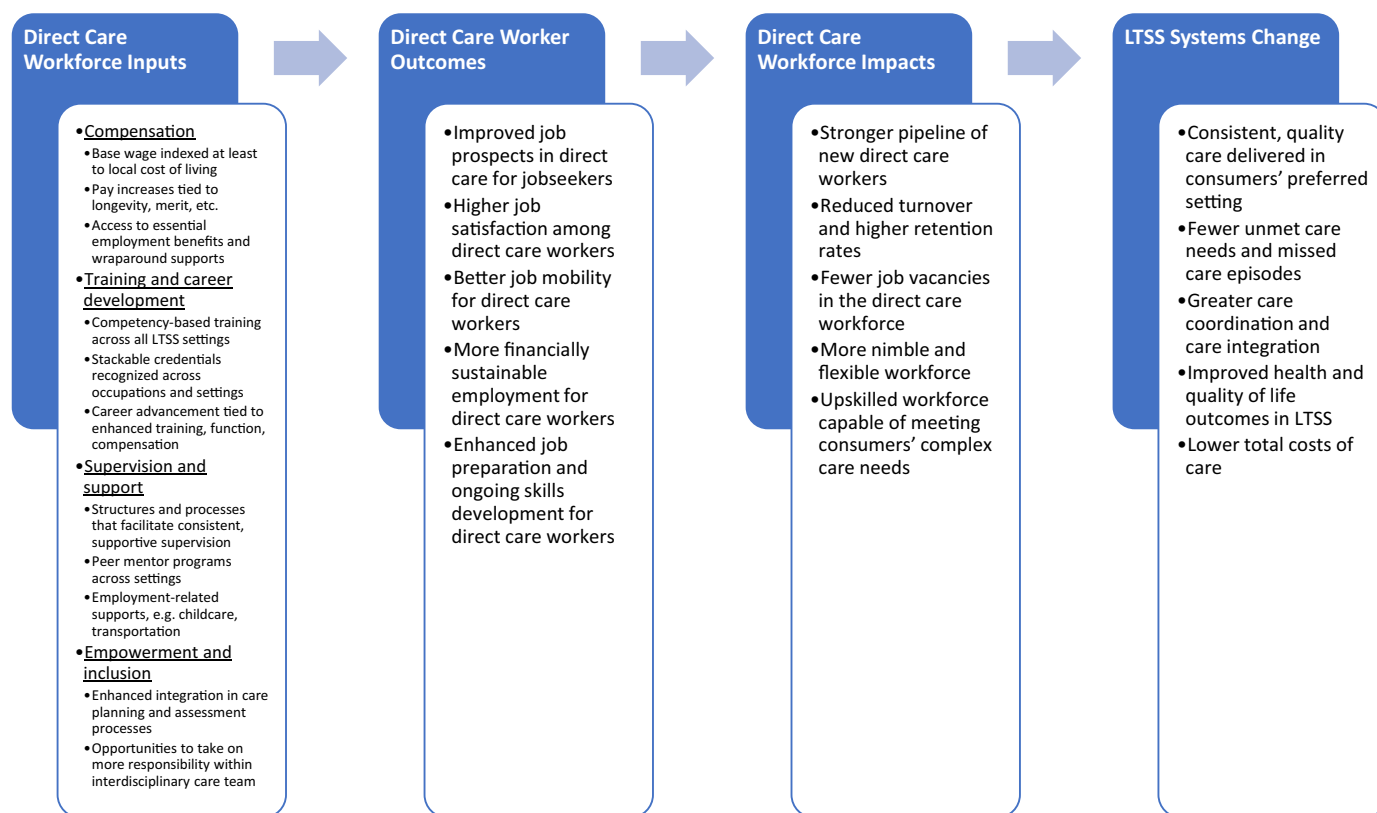 Direct Care
Workforce Inputs
•Compensation
•Base wage indexed at least
to local cost of living
•Pay increases tied to
longevity, merit, etc.
•Access to essential
employment benefits and
wraparound supports
•Training and career
development
•Competency-based training
across all LTSS settings
•Stackable credentials
recognized across
occupations and settings
•Career advancement tied to
enhanced training, function,
compensation
•Supervision and
support
•Structures and processes
that facilitate consistent,
supportive supervision
•Peer mentor programs
across settings
•Employment-related
supports, e.g. childcare,
transportation
•Empowerment and
inclusion
•Enhanced integration in care
planning and assessment
processes
•Opportunities to take on
more responsibility within
interdisciplinary care team
Direct Care Worker
Outcomes
•Improved job
prospects in direct
care for jobseekers
•Higher job
satisfaction among
direct care workers
•Better job mobility
for direct care
workers
•More financially
sustainable
employment for
direct care workers
•Enhanced job
preparation and
ongoing skills
development for
direct care workers
Direct Care
Workforce Impacts
•Stronger pipeline of
new direct care
workers
•Reduced turnover
and higher retention
rates
•Fewer job vacancies
in the direct care
workforce
•More nimble and
flexible workforce
•Upskilled workforce
capable of meeting
consumers’ complex
care needs
LTSS Systems Change
•Consistent, quality
care delivered in
consumers’ preferred
setting
•Fewer unmet care
needs and missed
care episodes
•Greater care
coordination and
care integration
•Improved health and
quality of life
outcomes in LTSS
•Lower total costs of
care